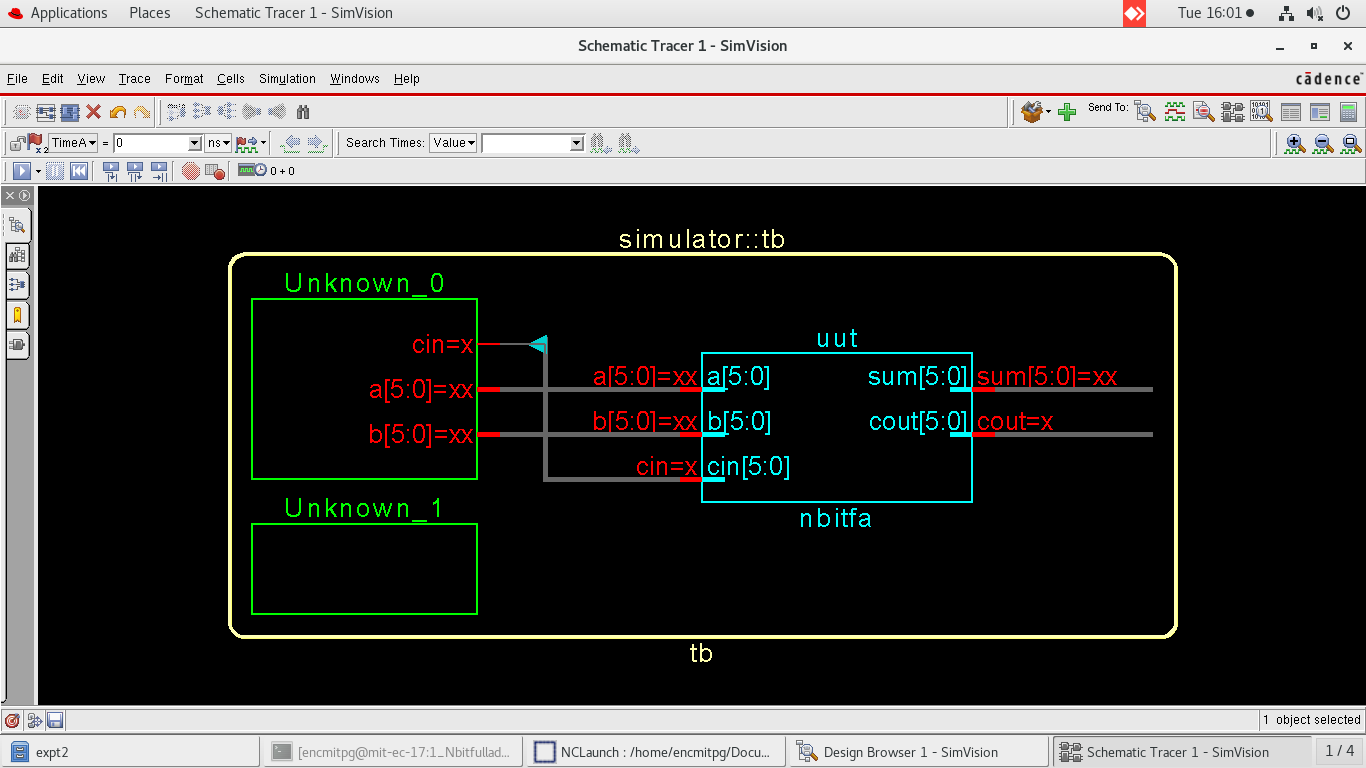 Applications Places Schematic Tracer 1 - SimVision Tue 16:01
Schematic Tracer 1 - SimVision
File Edit View Trace Format Cells Simulation Windows Help cādence
Send To:
TimeA = 0 ns Search Times: Value
0 + 0
simulator::tb
Unknown_0
uut
cin=x
a[5:0]=xx a[5:0] sum[5:0] sum[5:0]=xx
a[5:0]=xx
b[5:0]=xx b[5:0] cout[5:0] cout=x
b[5:0]=xx
cin=x cin[5:0]
Unknown_1
nbitfa
tb
1 object selected
expt2 [encmitpg@mit-ec-17:1_Nbitfullad... NCLaunch : /home/encmitpg/Docu... Design Browser 1 - SimVision Schematic Tracer 1 - SimVision 1 / 4